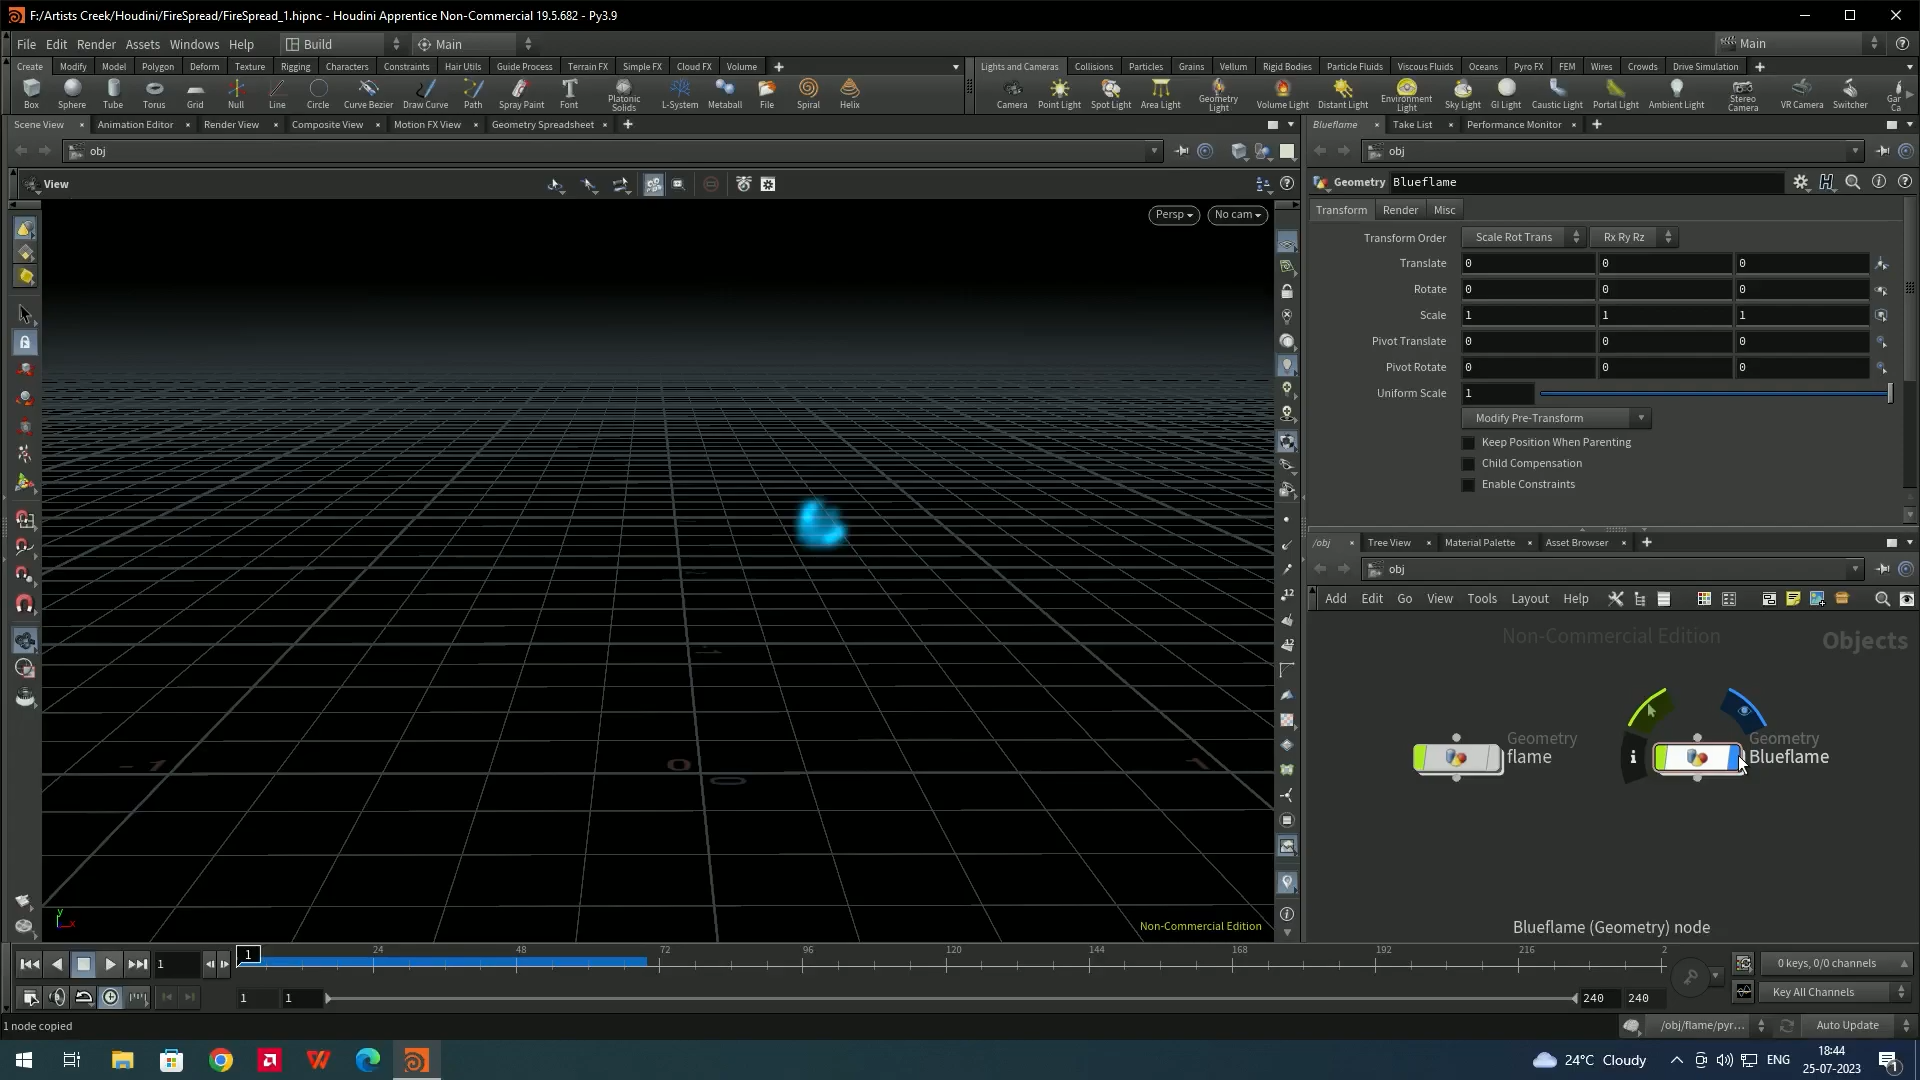 F:/Artists Creek/Houdini/FireSpread/FireSpread_1.hipnc - Houdini Apprentice Non-Commercial 19.5.682 - Py3.9
File Edit Render Assets Windows Help Build Main Main
Create Modify Model Polygon Deform Texture Rigging Characters Constraints Hair Utils Guide Process Terrain FX Simple FX Cloud FX Volume
Lights and Cameras Collisions Particles Grains Vellum Rigid Bodies Particle Fluids Viscous Fluids Oceans Pyro FX FEM Wires Crowds Drive Simulation
Box Sphere Tube Torus Grid Null Line Circle Curve Bezier Draw Curve Path Spray Paint Font Platonic Solids L-System Metaball File Spiral Helix
Camera Point Light Spot Light Area Light Geometry Light Volume Light Distant Light Environment Light Sky Light GI Light Caustic Light Portal Light Ambient Light Stereo Camera VR Camera Switcher Gar Ca
Scene View Animation Editor Render View Composite View Motion FX View Geometry Spreadsheet
Blueflame Take List Performance Monitor
obj
obj
View
Geometry Blueflame
Persp No cam
Transform Render Misc
Transform Order Scale Rot Trans Rx Ry Rz
Translate 0 0 0
Rotate 0 0 0
Scale 1 1 1
Pivot Translate 0 0 0
Pivot Rotate 0 0 0
Uniform Scale 1
Modify Pre-Transform
Keep Position When Parenting
Child Compensation
Enable Constraints
/obj Tree View Material Palette Asset Browser
obj
Add Edit Go View Tools Layout Help
Non-Commercial Edition
Objects
Geometry
flame
Geometry
Blueflame
Blueflame (Geometry) node
-1 0 1
0
Non-Commercial Edition
1 1 24 48 72 96 120 144 168 192 216 2
0 keys, 0/0 channels
1 1 240 240
Key All Channels
1 node copied
/obj/flame/pyr...
Auto Update
24°C Cloudy
ENG
18:44
25-07-2023
1